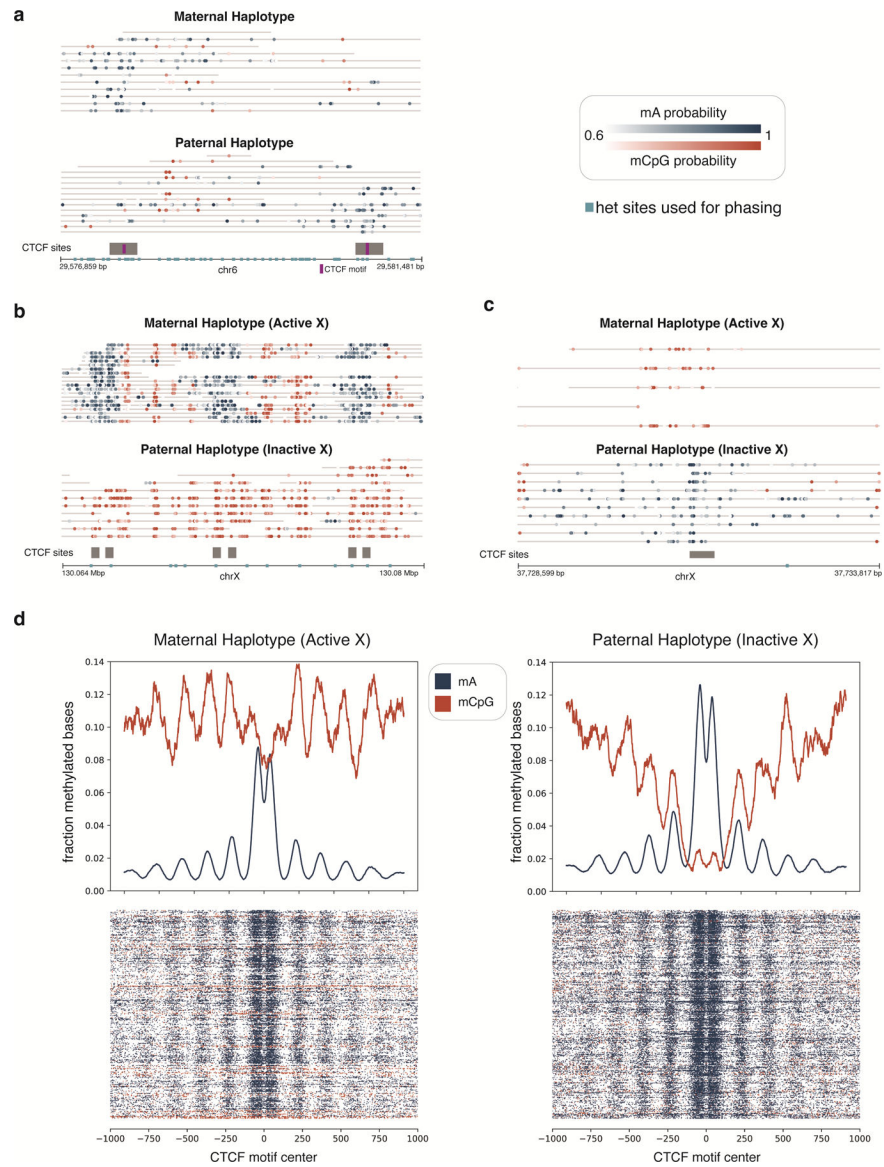 a
Maternal Haplotype
Paternal Haplotype
CTCF sites
29,576,859 bp
chr6
CTCF motif
29,581,481 bp
mA probability
0.6
1
mCpG probability
het sites used for phasing
b
Maternal Haplotype (Active X)
Paternal Haplotype (Inactive X)
CTCF sites
130.064 Mbp
chrX
130.08 Mbp
c
Maternal Haplotype (Active X)
Paternal Haplotype (Inactive X)
CTCF sites
37,728,599 bp
chrX
37,733,817 bp
d
Maternal Haplotype (Active X)
fraction methylated bases
0.14
0.12
0.10
0.08
0.06
0.04
0.02
0.00
mA
mCpG
−1000 −750 −500 −250 0 250 500 750 1000
CTCF motif center
Paternal Haplotype (Inactive X)
fraction methylated bases
0.14
0.12
0.10
0.08
0.06
0.04
0.02
0.00
−1000 −750 −500 −250 0 250 500 750 1000
CTCF motif center